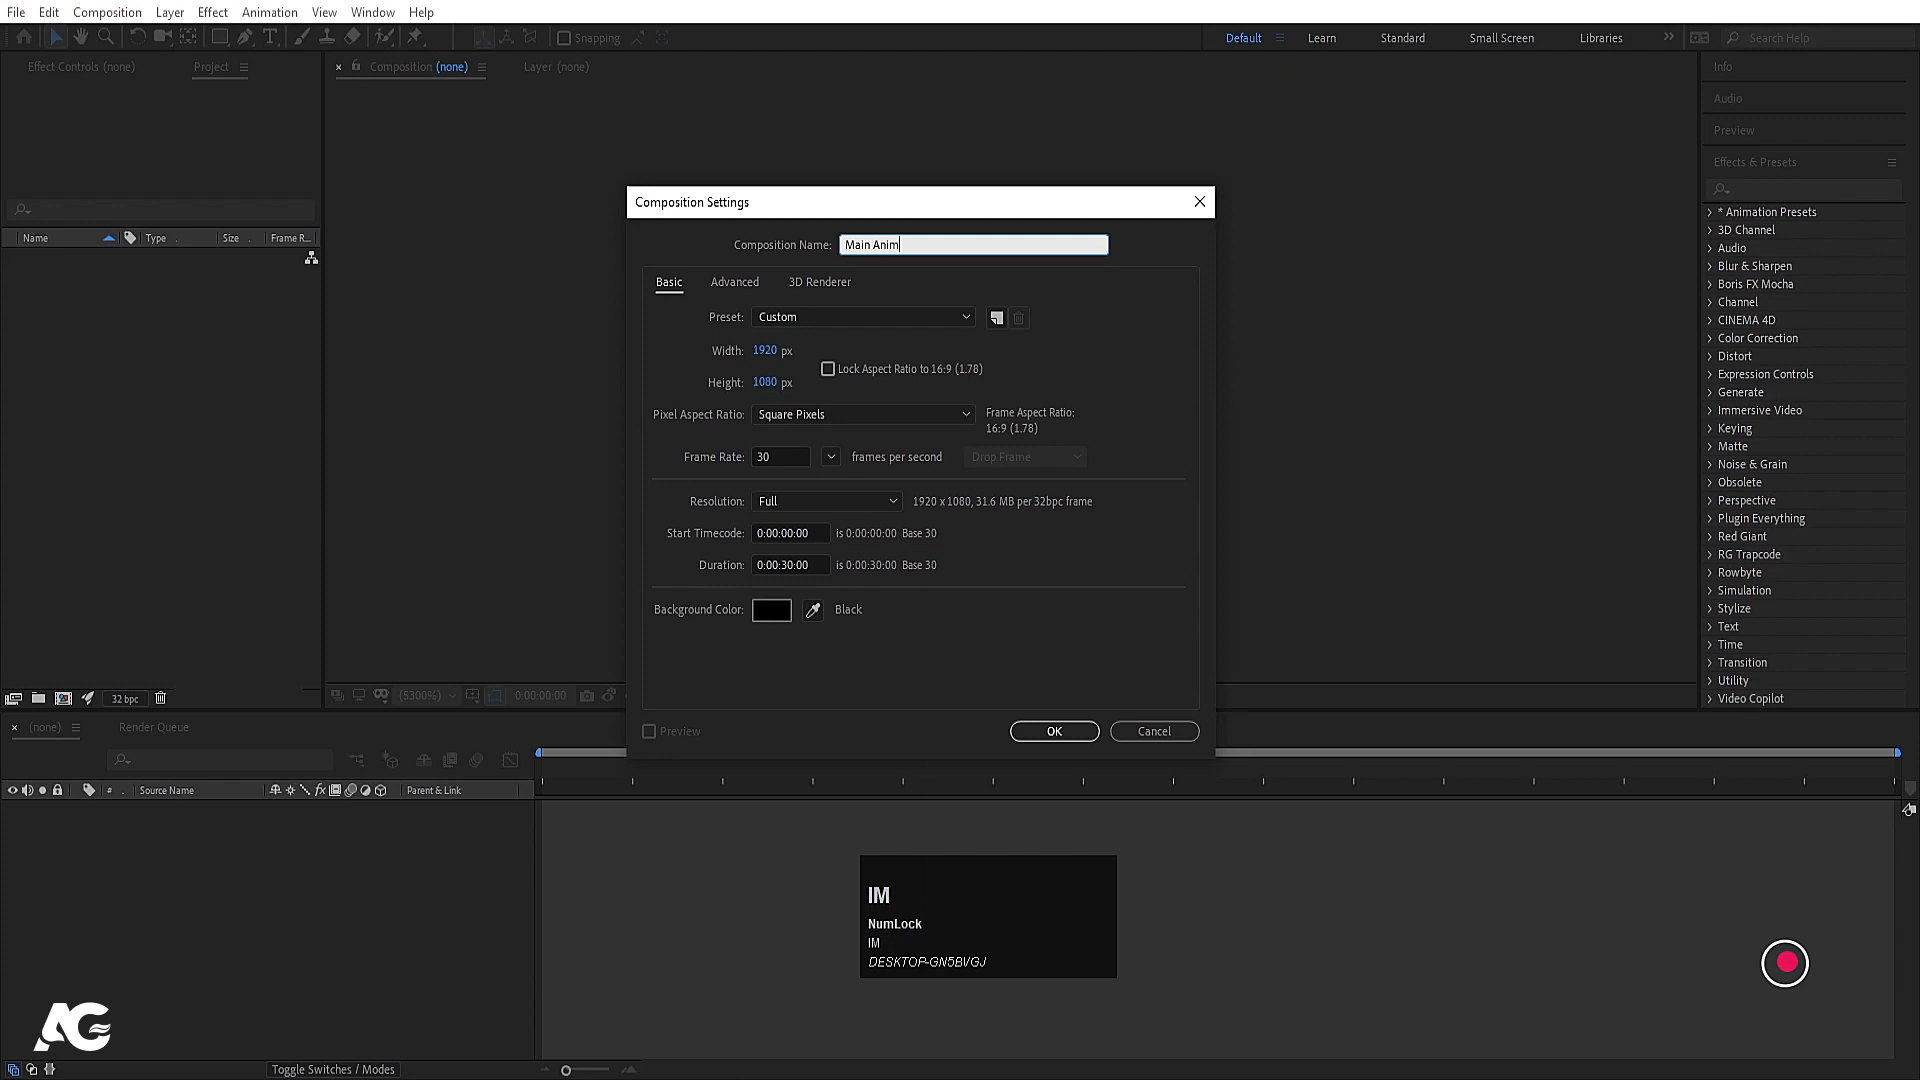 File Edit Composition Layer Effect Animation View Window Help
Snapping
Default Learn Standard Small Screen Libraries Search Help
Effect Controls (none) Project
Composition (none) Layer (none)
Info
Audio
Preview
Effects & Presets
Name Type Size Frame R...
* Animation Presets
3D Channel
Audio
Blur & Sharpen
Boris FX Mocha
Channel
CINEMA 4D
Color Correction
Distort
Expression Controls
Generate
Immersive Video
Keying
Matte
Noise & Grain
Obsolete
Perspective
Plugin Everything
Red Giant
RG Trapcode
Rowbyte
Simulation
Stylize
Text
Time
Transition
Utility
Video Copilot
Composition Settings
Composition Name: Main Anim
Basic Advanced 3D Renderer
Preset: Custom
Width: 1920 px
Lock Aspect Ratio to 16:9 (1.78)
Height: 1080 px
Pixel Aspect Ratio: Square Pixels
Frame Aspect Ratio:
16:9 (1.78)
Frame Rate: 30 frames per second Drop Frame
Resolution: Full 1920 x 1080, 31.6 MB per 32bpc frame
Start Timecode: 0:00:00:00 is 0:00:00:00 Base 30
Duration: 0:00:30:00 is 0:00:30:00 Base 30
Background Color: Black
Preview OK Cancel
32 bpc
(5300%) 0:00:00:00
(none) Render Queue
# . Source Name fx Parent & Link
IM
NumLock
IM
DESKTOP-GN5BVGJ
AG
Toggle Switches / Modes